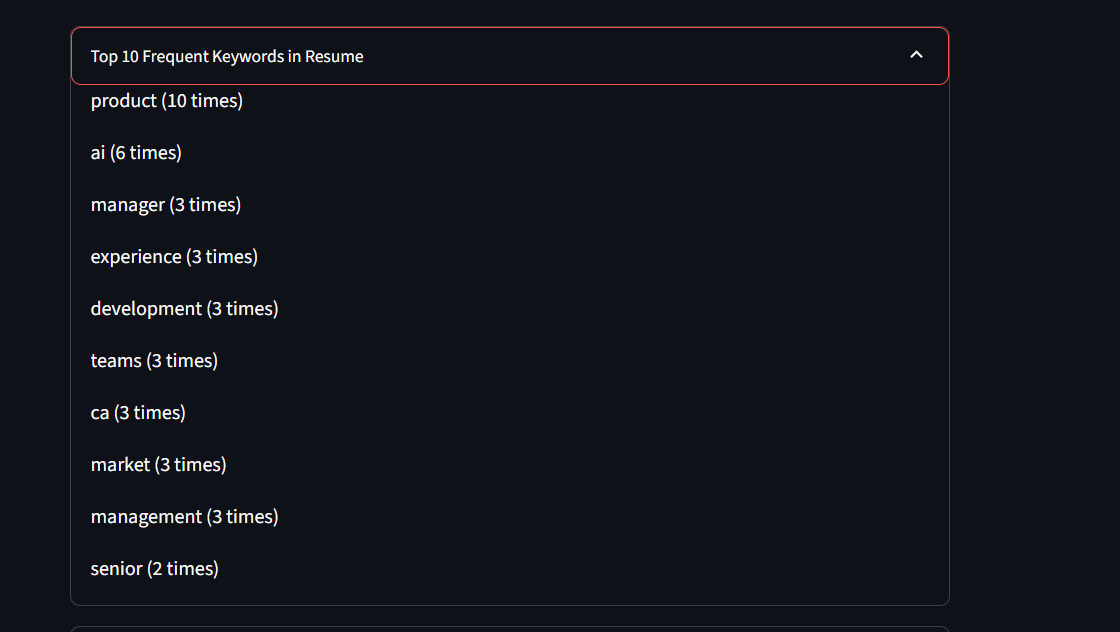 Top 10 Frequent Keywords in Resume
product (10 times)
ai (6 times)
manager (3 times)
experience (3 times)
development (3 times)
teams (3 times)
ca (3 times)
market (3 times)
management (3 times)
senior (2 times)